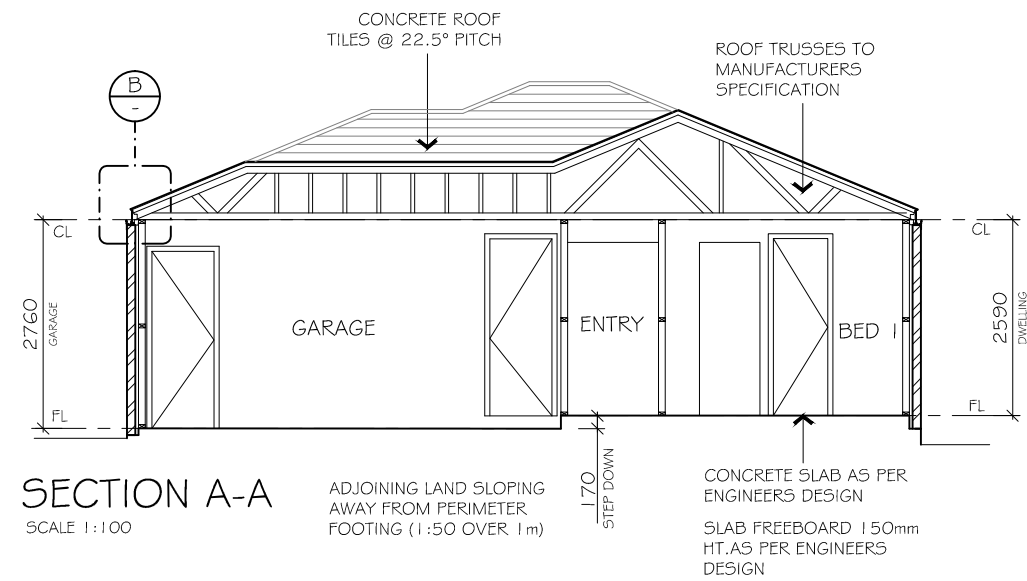 CONCRETE ROOF
TILES @ 22.5° PITCH
ROOF TRUSSES TO
MANUFACTURERS
SPECIFICATION
B
-
CL
CL
2760
GARAGE
GARAGE
ENTRY
BED 1
2590
DWELLING
FL
FL
SECTION A-A
SCALE 1:100
ADJOINING LAND SLOPING
AWAY FROM PERIMETER
FOOTING (1:50 OVER 1m)
170
STEP DOWN
CONCRETE SLAB AS PER
ENGINEERS DESIGN
SLAB FREEBOARD 150mm
HT.AS PER ENGINEERS
DESIGN